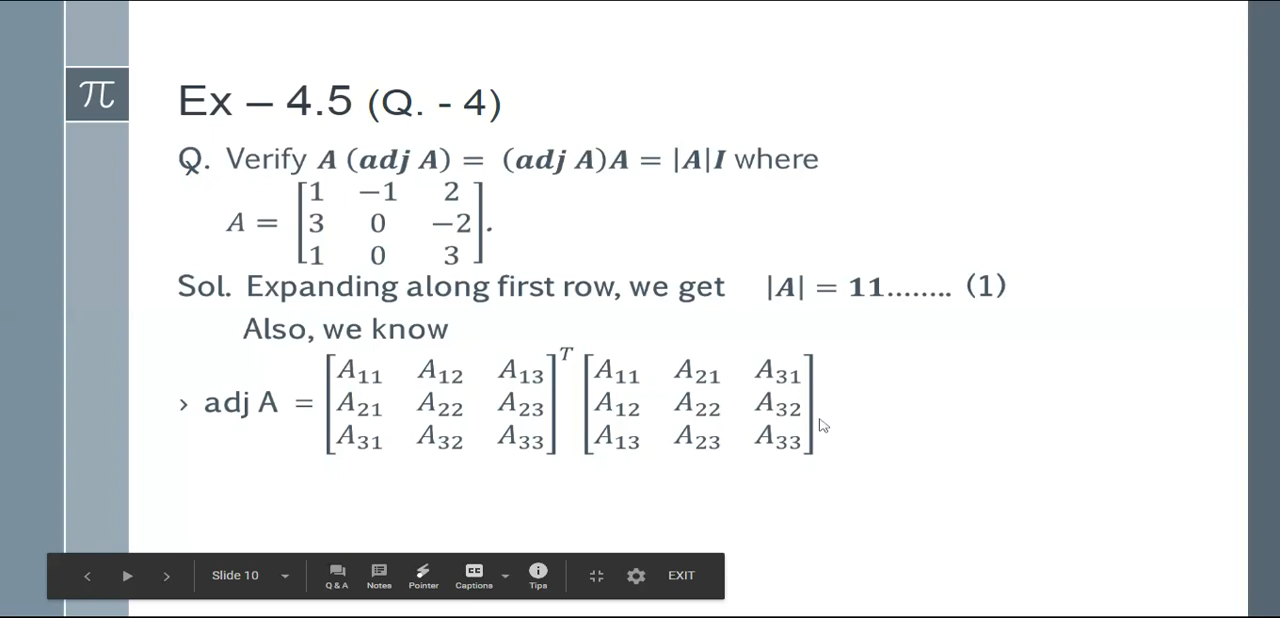 π
Ex – 4.5 (Q. - 4)
Q. Verify A (adj A) = (adj A)A = |A|I where
A = [1 −1 2
3 0 −2
1 0 3].
Sol. Expanding along first row, we get |A| = 11........ (1)
Also, we know
› adj A = [A₁₁ A₁₂ A₁₃ ]ᵀ [A₁₁ A₂₁ A₃₁
A₂₁ A₂₂ A₂₃ A₁₂ A₂₂ A₃₂
A₃₁ A₃₂ A₃₃ A₁₃ A₂₃ A₃₃]
Slide 10 Q & A Notes Pointer CC Captions Tips EXIT